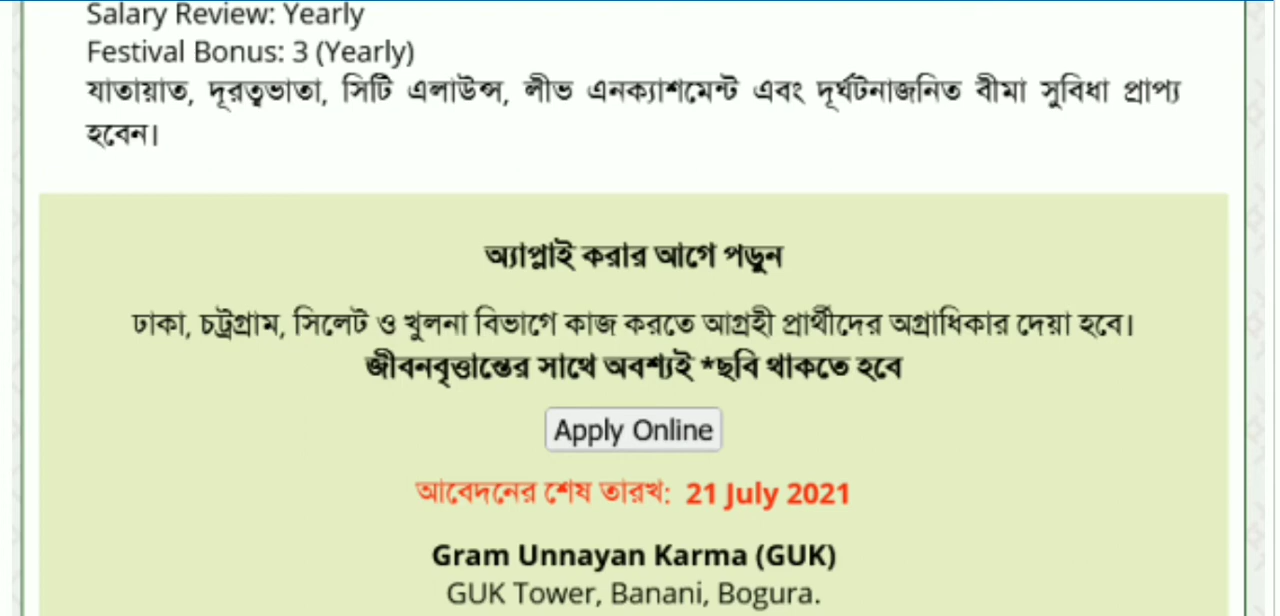 Salary Review: Yearly
Festival Bonus: 3 (Yearly)
যাতায়াত, দূরত্বভাতা, সিটি এলাউন্স, লীভ এনক্যাশমেন্ট এবং দূর্ঘটনাজনিত বীমা সুবিধা প্রাপ্য
হবেন।
অ্যাপ্লাই করার আগে পড়ুন
ঢাকা, চট্রগ্রাম, সিলেট ও খুলনা বিভাগে কাজ করতে আগ্রহী প্রার্থীদের অগ্রাধিকার দেয়া হবে।
জীবনবৃত্তান্তের সাথে অবশ্যই *ছবি থাকতে হবে
Apply Online
আবেদনের শেষ তারখ: 21 July 2021
Gram Unnayan Karma (GUK)
GUK Tower, Banani, Bogura.